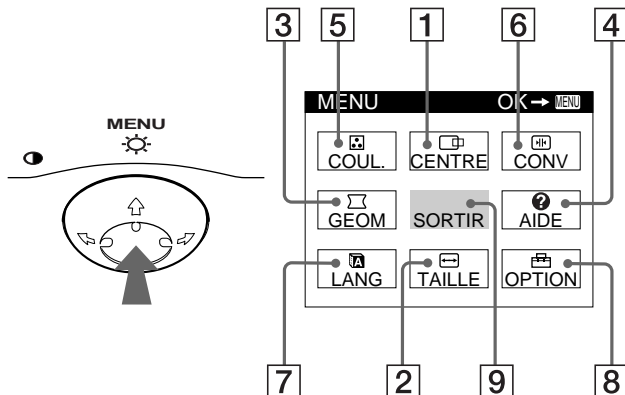 3 5 1 6 4
MENU
MENU OK→ MENU
COUL. CENTRE CONV
GEOM SORTIR AIDE
LANG TAILLE OPTION
7 2 9 8